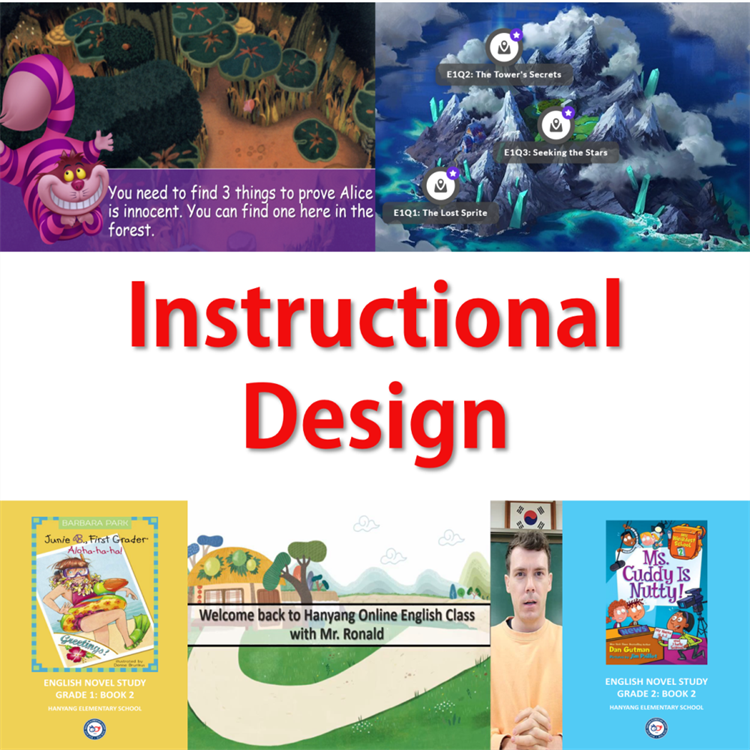 You need to find 3 things to prove Alice
is innocent. You can find one here in the
forest.
E1Q2: The Tower's Secrets
E1Q3: Seeking the Stars
E1Q1: The Lost Sprite
Instructional
Design
BARBARA PARK
Junie B., First Grader
Aloha-ha-ha!
Greetings!
ENGLISH NOVEL STUDY
GRADE 1: BOOK 2
HANYANG ELEMENTARY SCHOOL
Welcome back to Hanyang Online English Class
with Mr. Ronald
Ms.
Cuddy Is
Nutty!
NEWS
Dan Gutman
ENGLISH NOVEL STUDY
GRADE 2: BOOK 2
HANYANG ELEMENTARY SCHOOL